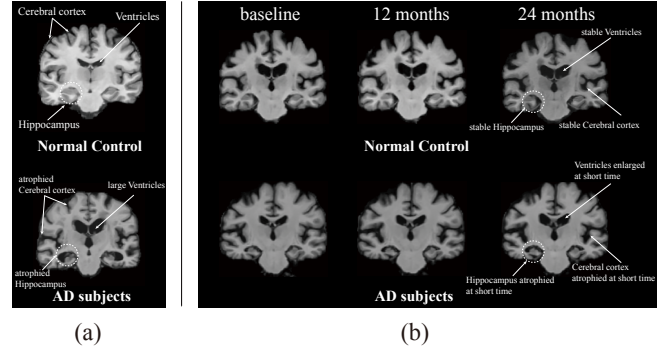 Cerebral cortex
Ventricles
Hippocampus
Normal Control
atrophied
Cerebral cortex
large Ventricles
atrophied
Hippocampus
AD subjects
(a)
baseline
12 months
24 months
stable Ventricles
stable Hippocampus
stable Cerebral cortex
Normal Control
Ventricles enlarged
at short time
Hippocampus atrophied
at short time
Cerebral cortex
atrophied at short time
AD subjects
(b)